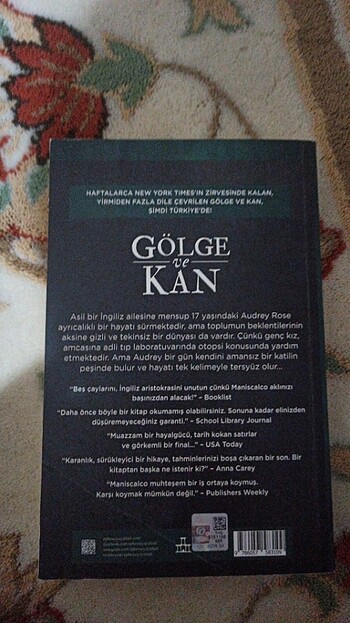 HAFTALARCA NEW YORK TIMES'IN ZİRVESİNDE KALAN,
YİRMİDEN FAZLA DİLE ÇEVRİLEN GÖLGE VE KAN,
ŞİMDİ TÜRKİYE'DE!
GÖLGE
ve
KAN
Asil bir İngiliz ailesine mensup 17 yaşındaki Audrey Rose
ayrıcalıklı bir hayatı sürmektedir, ama toplumun beklentilerinin
aksine gizli ve tekinsiz bir dünyası da vardır. Çünkü genç kız,
amcasına adli tıp laboratuvarında otopsi konusunda yardım
etmektedir. Ama Audrey bir gün kendini amansız bir katilin
peşinde bulur ve hayatı tek kelimeyle tersyüz olur...
"Beş çaylarını, İngiliz aristokrasini unutun çünkü Maniscalco aklınızı
başınızdan alacak!" – Booklist
"Daha önce böyle bir kitap okumamış olabilirsiniz. Sonuna kadar elinizden
düşüremeyeceğiniz garanti." – School Library Journal
"Muazzam bir hayalgücü, tarih kokan satırlar
ve görkemli bir final..." – USA Today
"Karanlık, sürükleyici bir hikaye, tahminlerinizi boşa çıkaran bir son. Bir
kitaptan başka ne istenir ki?" – Anna Carey
"Maniscalco muhteşem bir iş ortaya koymuş.
Karşı koymak mümkün değil." – Publishers Weekly